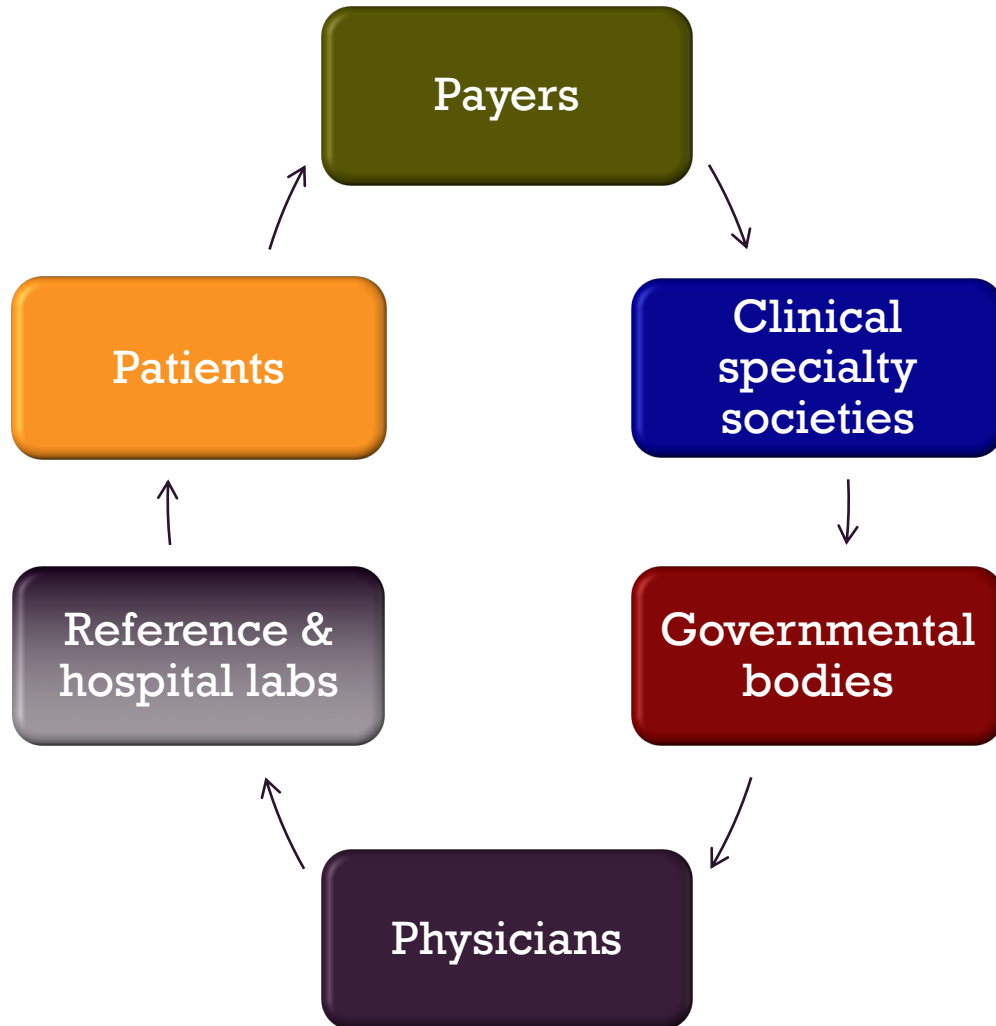 Payers
Clinical
specialty
societies
Governmental
bodies
Physicians
Reference &
hospital labs
Patients